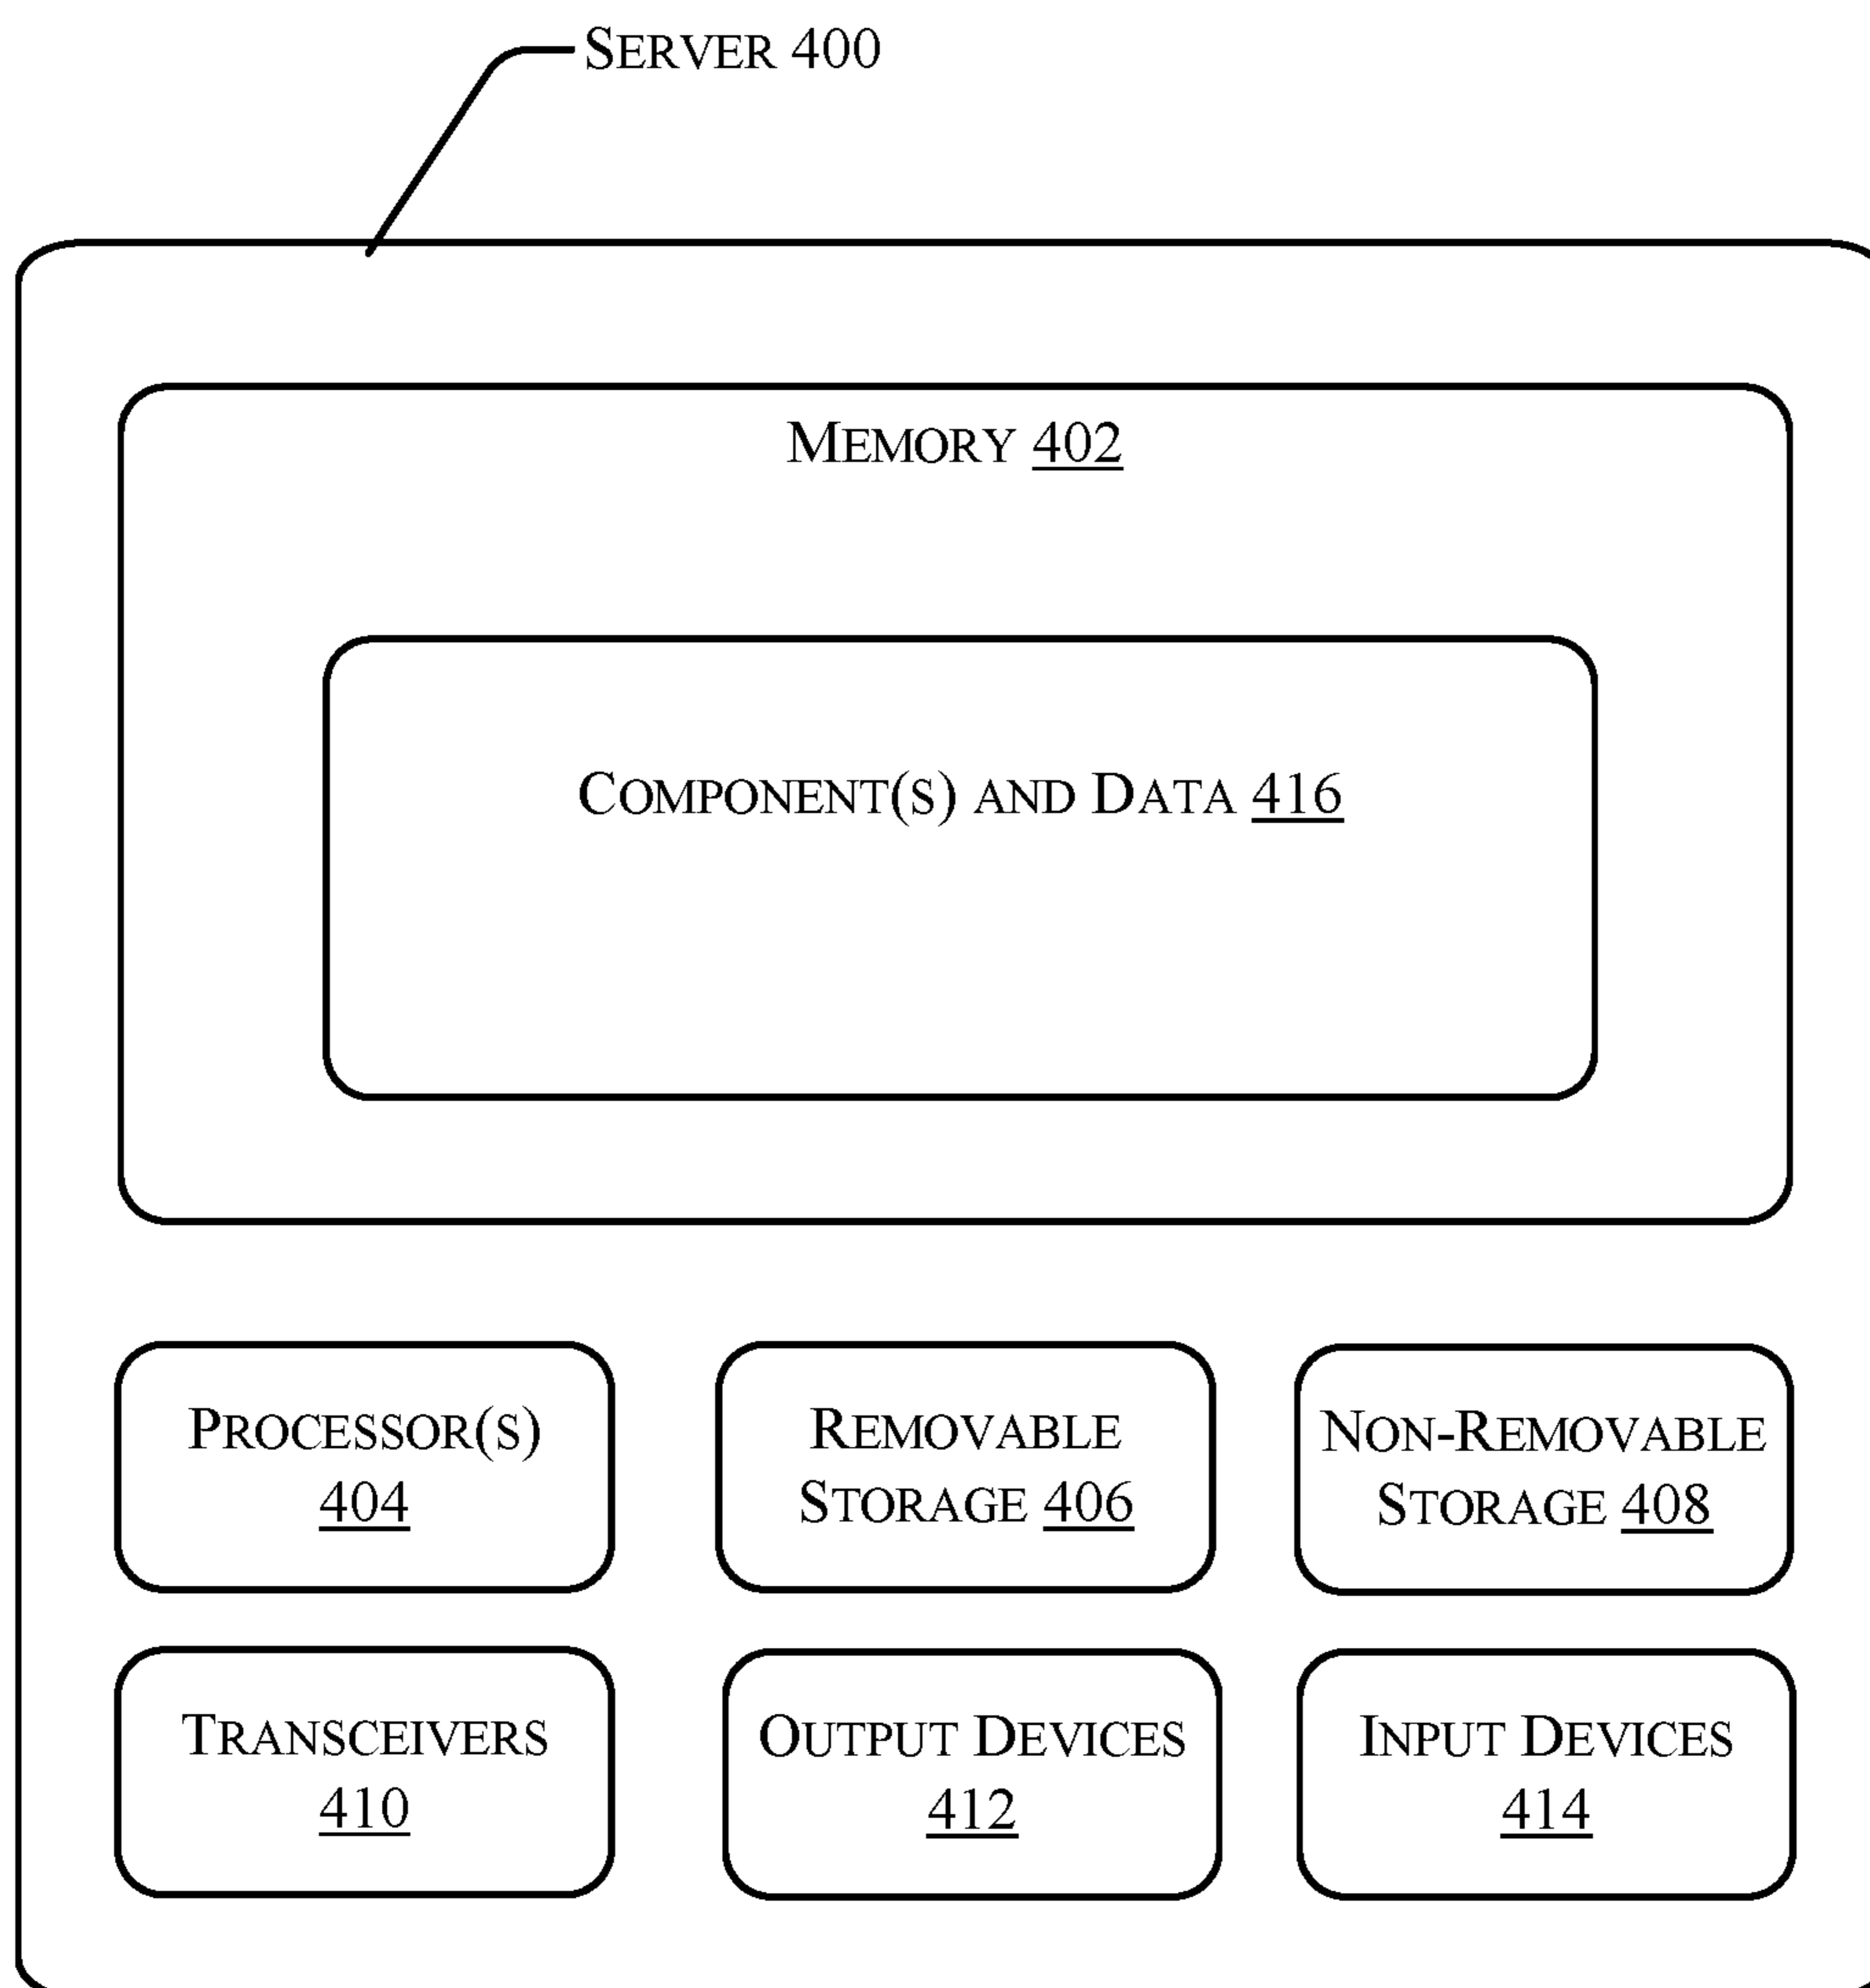 SERVER 400
MEMORY 402
COMPONENT(S) AND DATA 416
PROCESSOR(S)
404
REMOVABLE
STORAGE 406
NON-REMOVABLE
STORAGE 408
TRANSCEIVERS
410
OUTPUT DEVICES
412
INPUT DEVICES
414